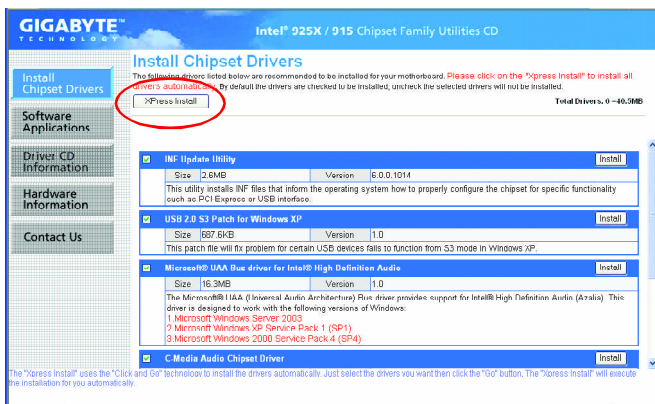 GIGABYTE™
TECHNOLOGY
Intel® 925X / 915 Chipset Family Utilities CD
Install Chipset Drivers
The following drivers listed below are recommended to be installed for your motherboard. Please click on the "Xpress Install" to install all
drivers automatically. By default the drivers are checked to be installed, uncheck the selected drivers will not be installed.
XPress Install
Total Drivers. 6 ~40.5MB
Install
Chipset Drivers
Software
Applications
Driver CD
Information
Hardware
Information
Contact Us
INF Update Utility
Install
Size 2.6MB Version 6.0.0.1014
This utility installs INF files that inform the operating system how to properly configure the chipset for specific functionality
such as PCI Express or USB interface.
USB 2.0 S3 Patch for Windows XP
Install
Size 687.6KB Version 1.0
This patch file will fix problem for certain USB devices fails to function from S3 mode in Windows XP.
Microsoft® UAA Bus driver for Intel® High Definition Audio
Install
Size 16.3MB Version 1.0
The Microsoft® UAA (Universal Audio Architecture) Bus driver provides support for Intel® High Definition Audio (Azalia). This
driver is designed to work with the following versions of Windows:
1.Microsoft Windows Server 2003
2.Microsoft Windows XP Service Pack 1 (SP1)
3.Microsoft Windows 2000 Service Pack 4 (SP4)
C-Media Audio Chipset Driver
Install
The "Xpress Install" uses the "Click and Go" technology to install the drivers automatically. Just select the drivers you want then click the "Go" button. The "Xpress Install" will execute
the installation for you automatically.